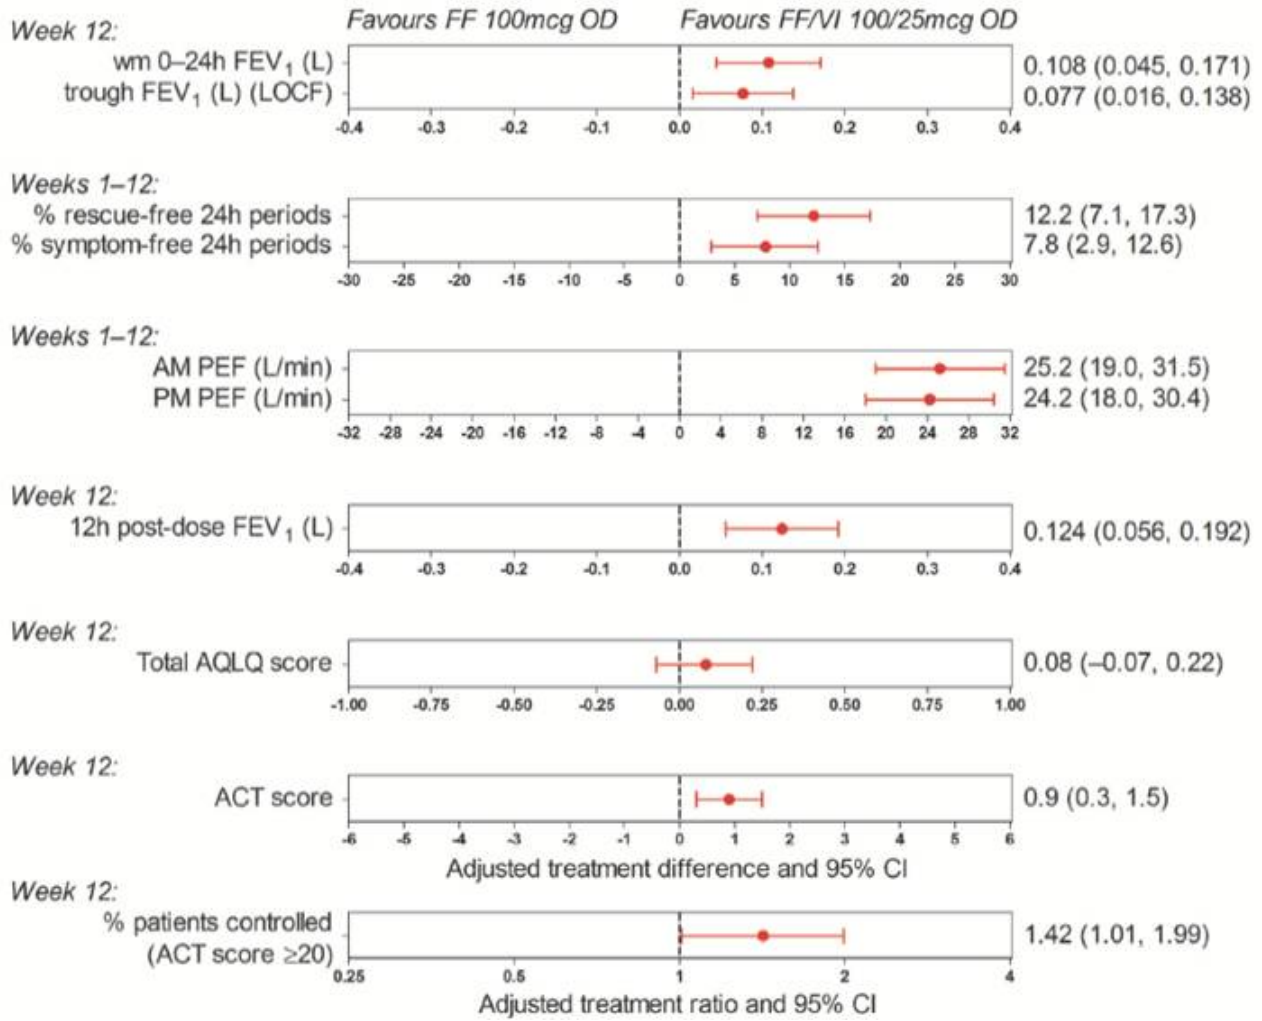 Favours FF 100mcg OD Favours FF/VI 100/25mcg OD
Week 12:
wm 0–24h FEV1 (L) 0.108 (0.045, 0.171)
trough FEV1 (L) (LOCF) 0.077 (0.016, 0.138)
-0.4 -0.3 -0.2 -0.1 0.0 0.1 0.2 0.3 0.4
Weeks 1–12:
% rescue-free 24h periods 12.2 (7.1, 17.3)
% symptom-free 24h periods 7.8 (2.9, 12.6)
-30 -25 -20 -15 -10 -5 0 5 10 15 20 25 30
Weeks 1–12:
AM PEF (L/min) 25.2 (19.0, 31.5)
PM PEF (L/min) 24.2 (18.0, 30.4)
-32 -28 -24 -20 -16 -12 -8 -4 0 4 8 12 16 20 24 28 32
Week 12:
12h post-dose FEV1 (L) 0.124 (0.056, 0.192)
-0.4 -0.3 -0.2 -0.1 0.0 0.1 0.2 0.3 0.4
Week 12:
Total AQLQ score 0.08 (–0.07, 0.22)
-1.00 -0.75 -0.50 -0.25 0.00 0.25 0.50 0.75 1.00
Week 12:
ACT score 0.9 (0.3, 1.5)
-6 -5 -4 -3 -2 -1 0 1 2 3 4 5 6
Adjusted treatment difference and 95% CI
Week 12:
% patients controlled
(ACT score ≥20) 1.42 (1.01, 1.99)
0.25 0.5 1 2 4
Adjusted treatment ratio and 95% CI